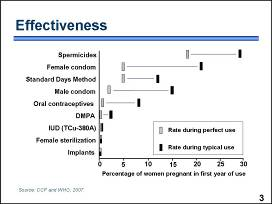 Effectiveness
Spermicides
Female condom
Standard Days Method
Male condom
Oral contraceptives
DMPA
IUD (TCu-380A)
Female sterilization
Implants
Rate during perfect use
Rate during typical use
0 5 10 15 20 25 30
Percentage of women pregnant in first year of use
Source: CCP and WHO, 2007.
3